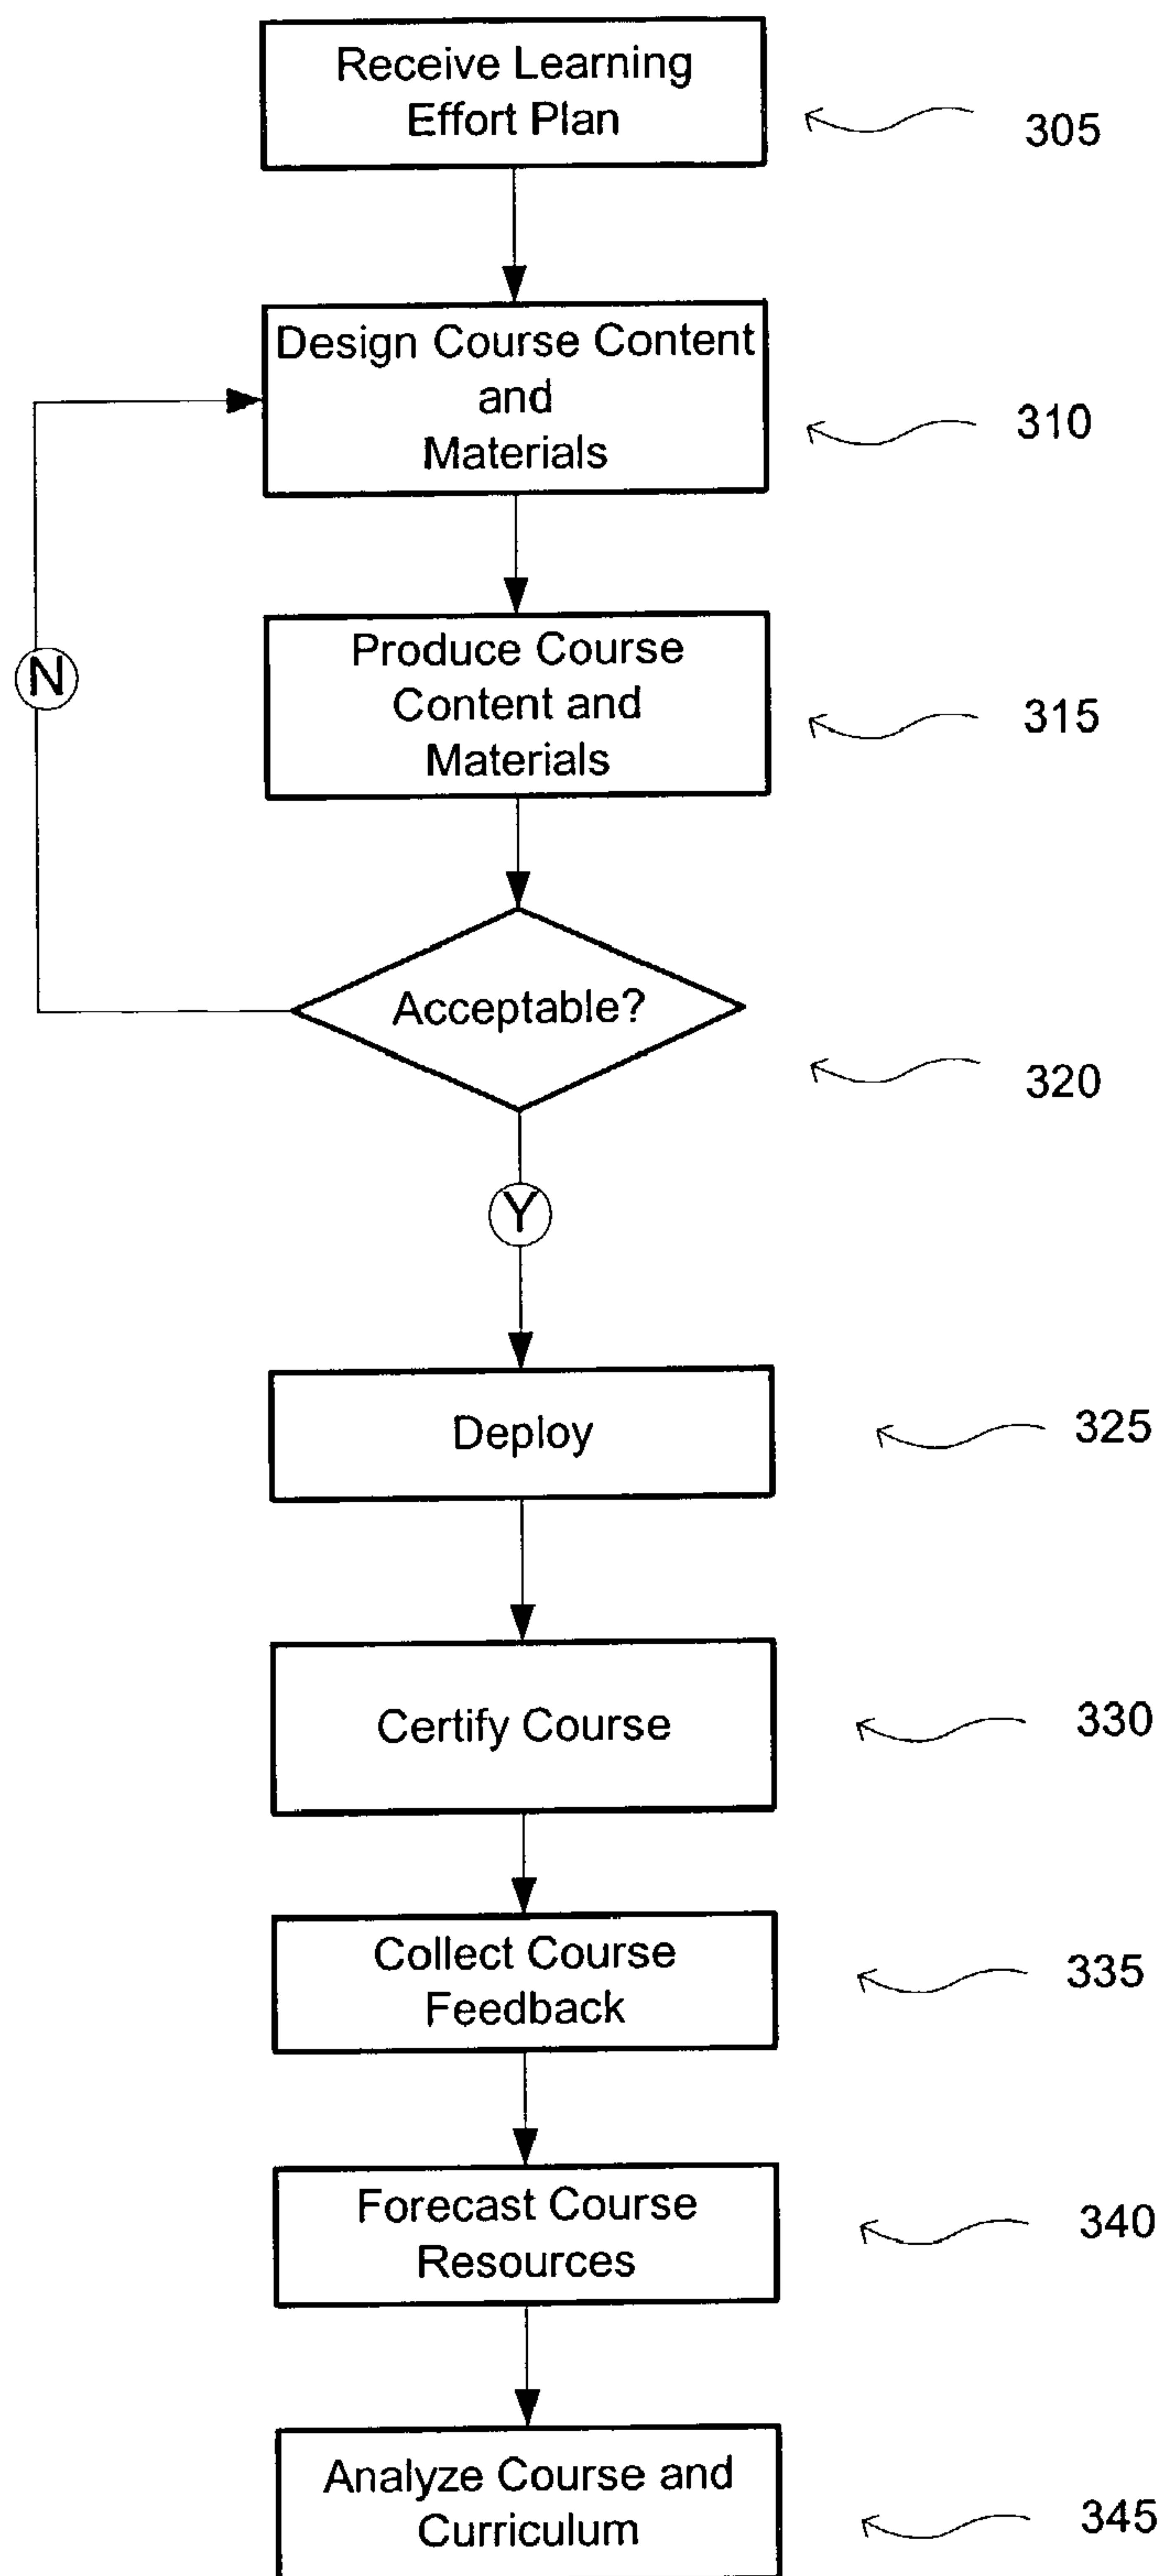 Receive Learning
Effort Plan
305
Design Course Content
and
Materials
310
Produce Course
Content and
Materials
315
N
Acceptable?
320
Y
Deploy
325
Certify Course
330
Collect Course
Feedback
335
Forecast Course
Resources
340
Analyze Course and
Curriculum
345